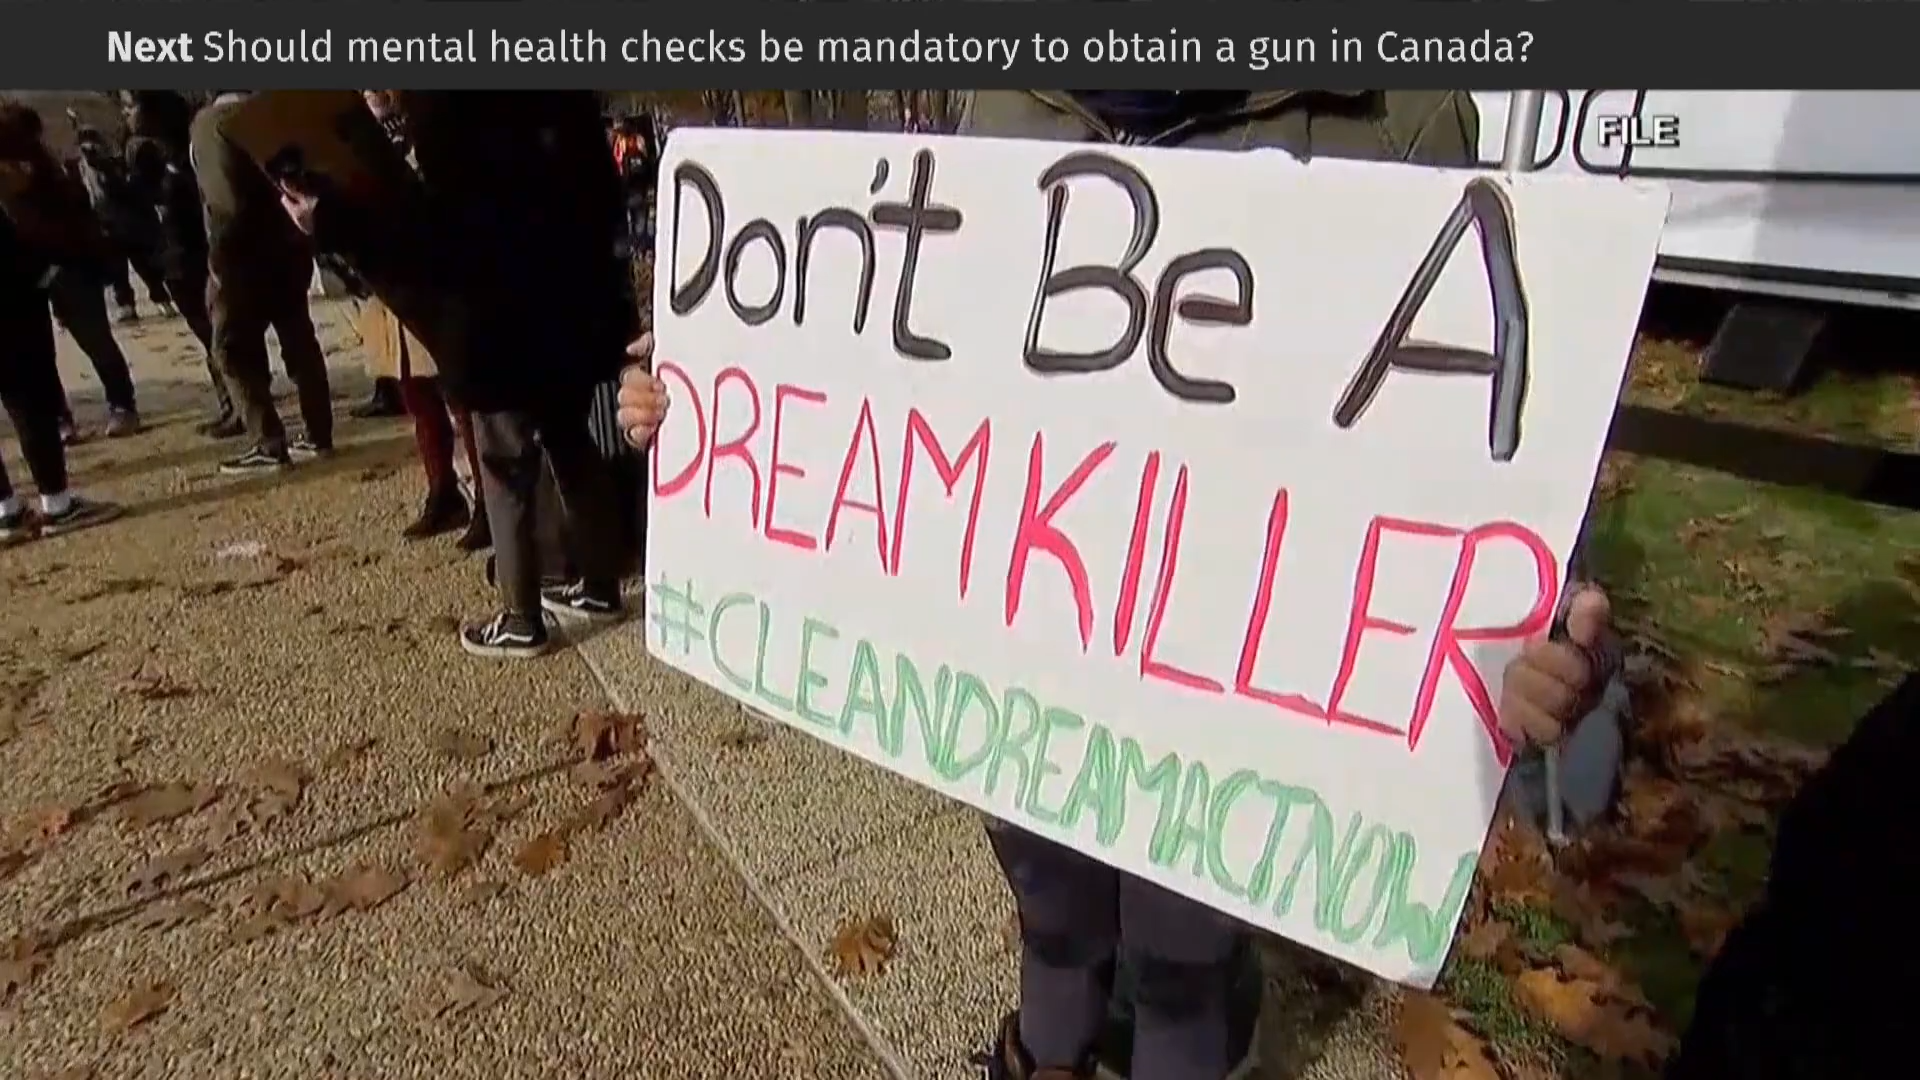 Next Should mental health checks be mandatory to obtain a gun in Canada?
FILE
Don't Be A
DREAM KILLER
#CLEANDREAMACTNOW